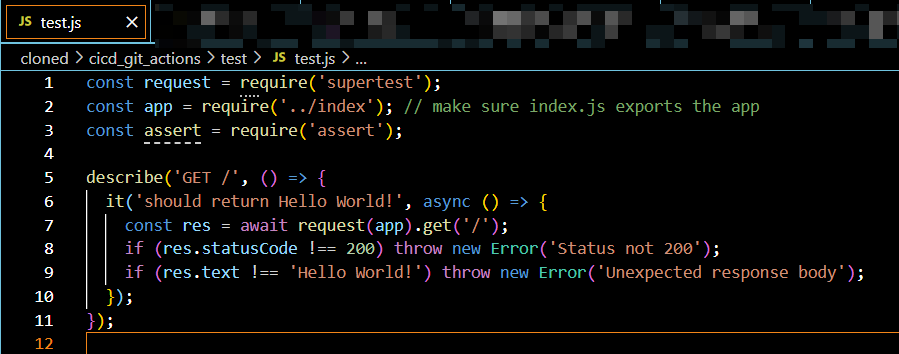 JS test.js ×
cloned > cicd_git_actions > test > JS test.js > ...
1 const request = require('supertest');
2 const app = require('../index'); // make sure index.js exports the app
3 const assert = require('assert');
4
5 describe('GET /', () => {
6 it('should return Hello World!', async () => {
7 const res = await request(app).get('/');
8 if (res.statusCode !== 200) throw new Error('Status not 200');
9 if (res.text !== 'Hello World!') throw new Error('Unexpected response body');
10 });
11 });
12